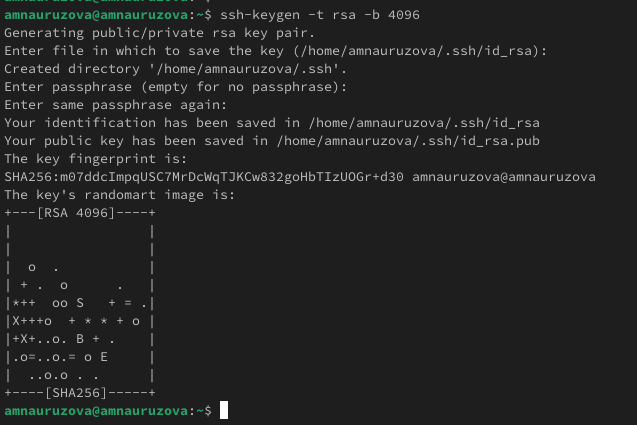 amnauruzova@amnauruzova:~$ ssh-keygen -t rsa -b 4096
Generating public/private rsa key pair.
Enter file in which to save the key (/home/amnauruzova/.ssh/id_rsa):
Created directory '/home/amnauruzova/.ssh'.
Enter passphrase (empty for no passphrase):
Enter same passphrase again:
Your identification has been saved in /home/amnauruzova/.ssh/id_rsa
Your public key has been saved in /home/amnauruzova/.ssh/id_rsa.pub
The key fingerprint is:
SHA256:m07ddcImpqUSC7MrDcWqTJKCw832goHbTIzUOGr+d30 amnauruzova@amnauruzova
The key's randomart image is:
+---[RSA 4096]----+
|                 |
|                 |
|  o  .           |
| + .  o      .   |
|*++  oo S   + = .|
|X+++o  + * * + o |
|+X+..o. B + .    |
|.o=..o.= o E     |
|  ..o.o . .      |
+----[SHA256]-----+
amnauruzova@amnauruzova:~$